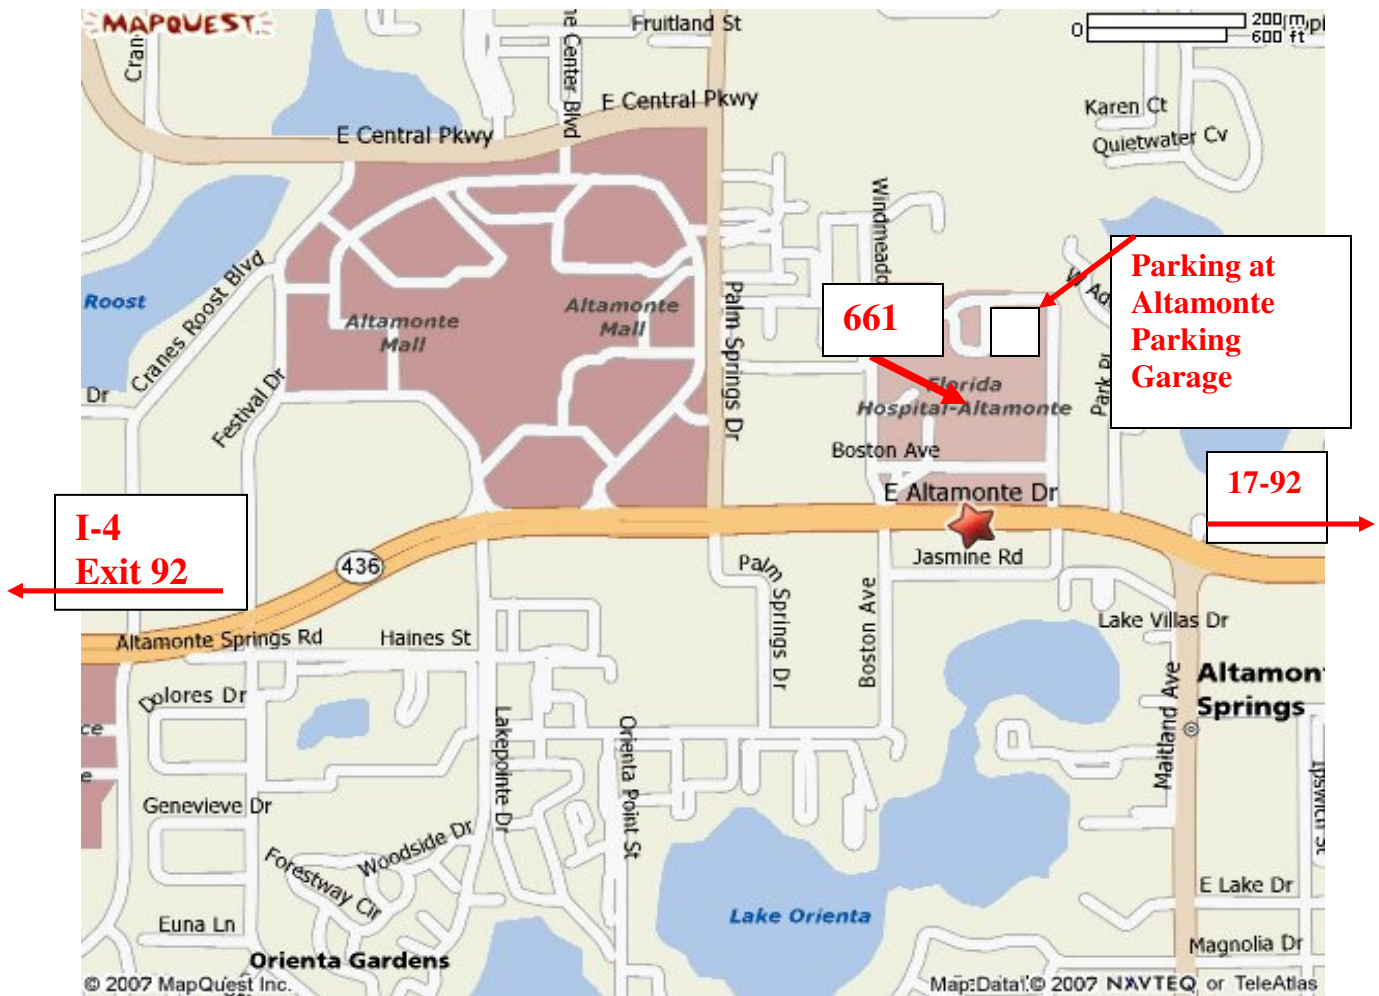 MAPQUEST
Fruitland St
0
200 m
600 ft
E Central Pkwy
Center Blvd
E Central Pkwy
Karen Ct
Quietwater Cv
Roost
Cranes Roost Blvd
Altamonte
Mall
Altamonte
Mall
Palm Springs Dr
661
Parking at
Altamonte
Parking
Garage
Florida
Hospital-Altamonte
Park Pl
Dr
Festival Dr
Boston Ave
E Altamonte Dr
17-92
I-4
Exit 92
436
Jasmine Rd
Palm Springs Dr
Boston Ave
Lake Villas Dr
Altamonte Springs Rd
Haines St
Dolores Dr
Lakepointe Dr
Orienta Point St
Maitland Ave
Altamon
Springs
Genevieve Dr
Woodside Dr
Forestway Cir
Euna Ln
Orienta Gardens
Lake Orienta
E Lake Dr
Magnolia Dr
© 2007 MapQuest Inc.
Map Data © 2007 NAVTEQ or TeleAtlas